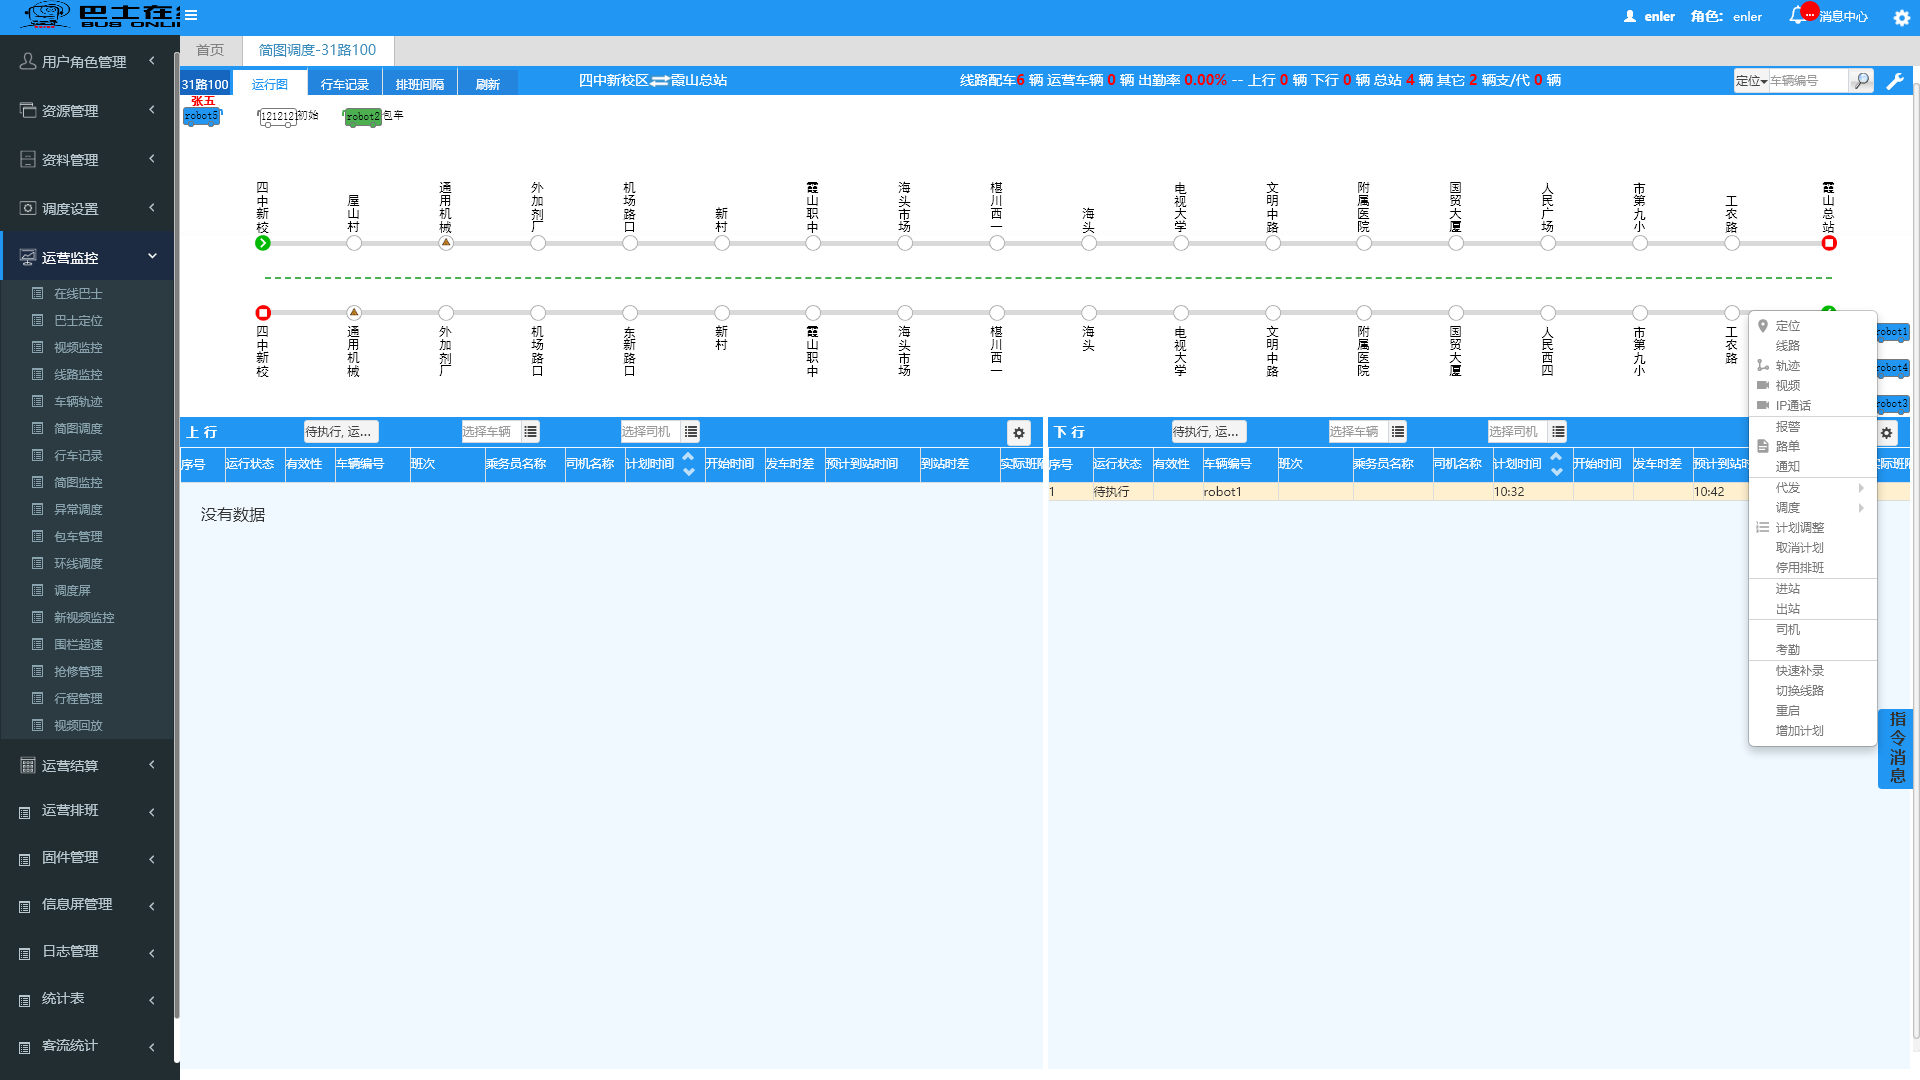 巴士在线
BUS ONLI
enler 角色: enler 消息中心
用户角色管理
资源管理
资料管理
调度设置
运营监控
在线巴士
巴士定位
视频监控
线路监控
车辆轨迹
简图调度
行车记录
简图监控
异常调度
包车管理
环线调度
调度屏
新视频监控
围栏超速
抢修管理
行程管理
视频回放
运营结算
运营排班
固件管理
信息屏管理
日志管理
统计表
客流统计
首页 简图调度-31路100
31路100 运行图 行车记录 排班间隔 刷新 四中新校区⇄霞山总站 线路配车6 辆 运营车辆 0 辆 出勤率 0.00% -- 上行 0 辆 下行 0 辆 总站 4 辆 其它 2 辆支/代 0 辆 定位 车辆编号
张五
robot5 1212121 初始 robot2 包车
四中新校 屋山村 通用机械 外加剂厂 机场路口 新村 霞山职中 海头市场 椹川西一 海头 电视大学 文明中路 附属医院 国贸大厦 人民广场 市第九小 工农路 霞山总站
四中新校 通用机械 外加剂厂 机场路口 东新路口 新村 霞山职中 海头市场 椹川西一 海头 电视大学 文明中路 附属医院 国贸大厦 人民西四 市第九小 工农路
robot1
robot4
robot3
上行 待执行, 运... 选择车辆 选择司机
序号 运行状态 有效性 车辆编号 班次 乘务员名称 司机名称 计划时间 开始时间 发车时差 预计到站时间 到站时差 实际班
没有数据
下行 待执行, 运... 选择车辆 选择司机
序号 运行状态 有效性 车辆编号 班次 乘务员名称 司机名称 计划时间 开始时间 发车时差 预计到站时 实际班
1 待执行 robot1 10:32 10:42
定位
线路
轨迹
视频
IP通话
报警
路单
通知
代发
调度
计划调整
取消计划
停用排班
进站
出站
司机
考勤
快速补录
切换线路
重启
增加计划
指令消息